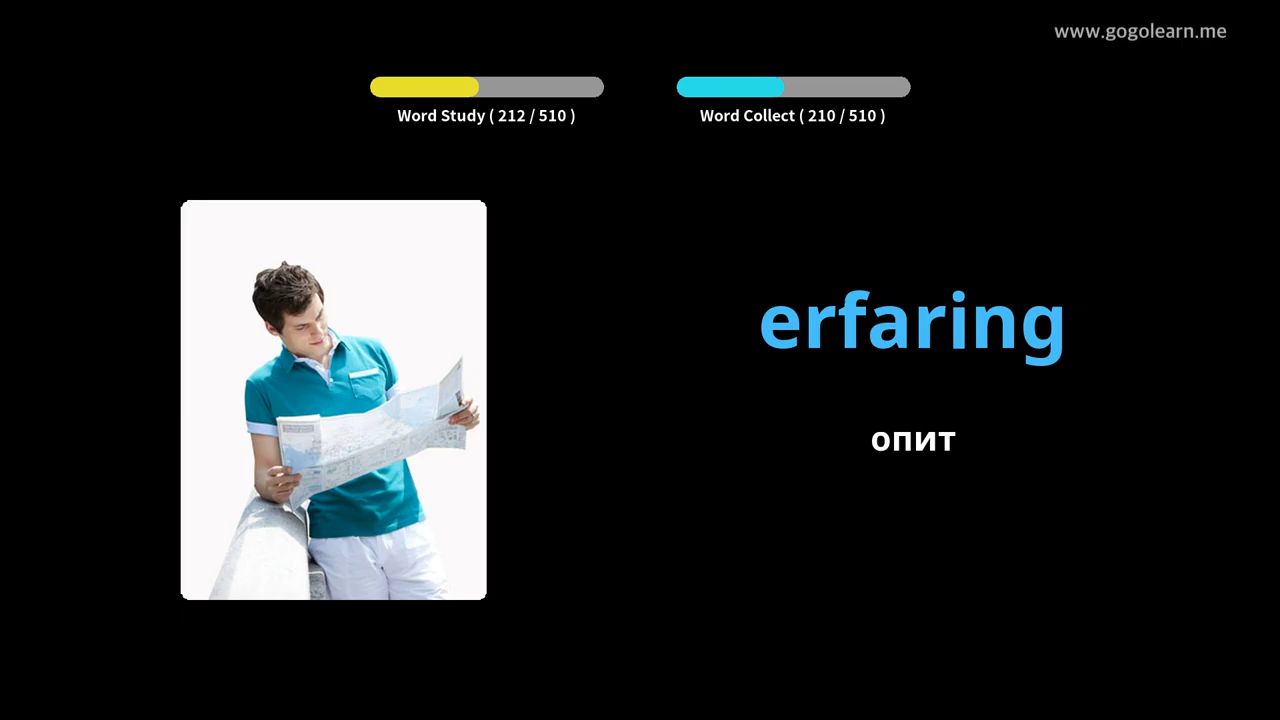 www.gogolearn.me
Word Study ( 212 / 510 )
Word Collect ( 210 / 510 )
erfaring
опит